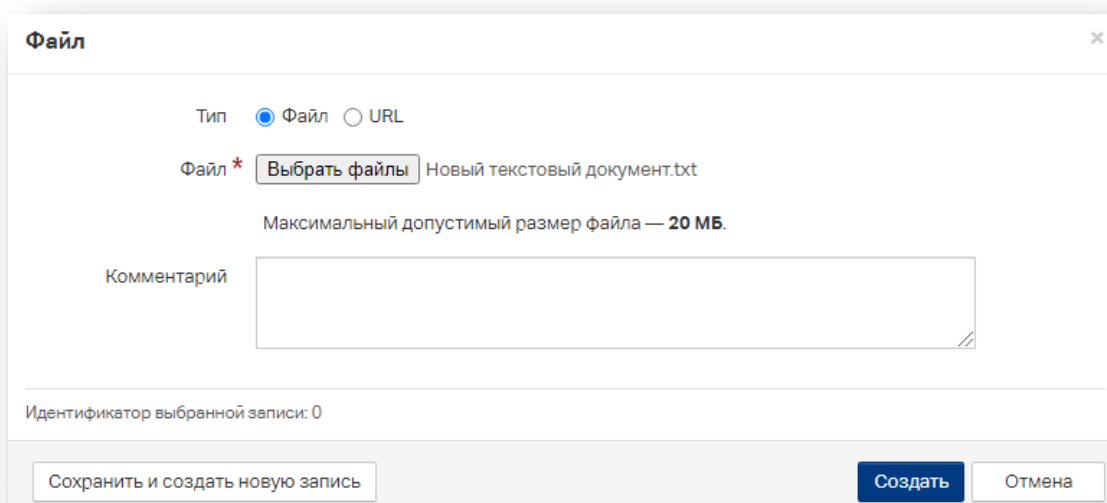 Файл ×
Тип Файл URL
Файл * Выбрать файлы Новый текстовый документ.txt
Максимальный допустимый размер файла — 20 МБ.
Комментарий
Идентификатор выбранной записи: 0
Сохранить и создать новую запись Создать Отмена